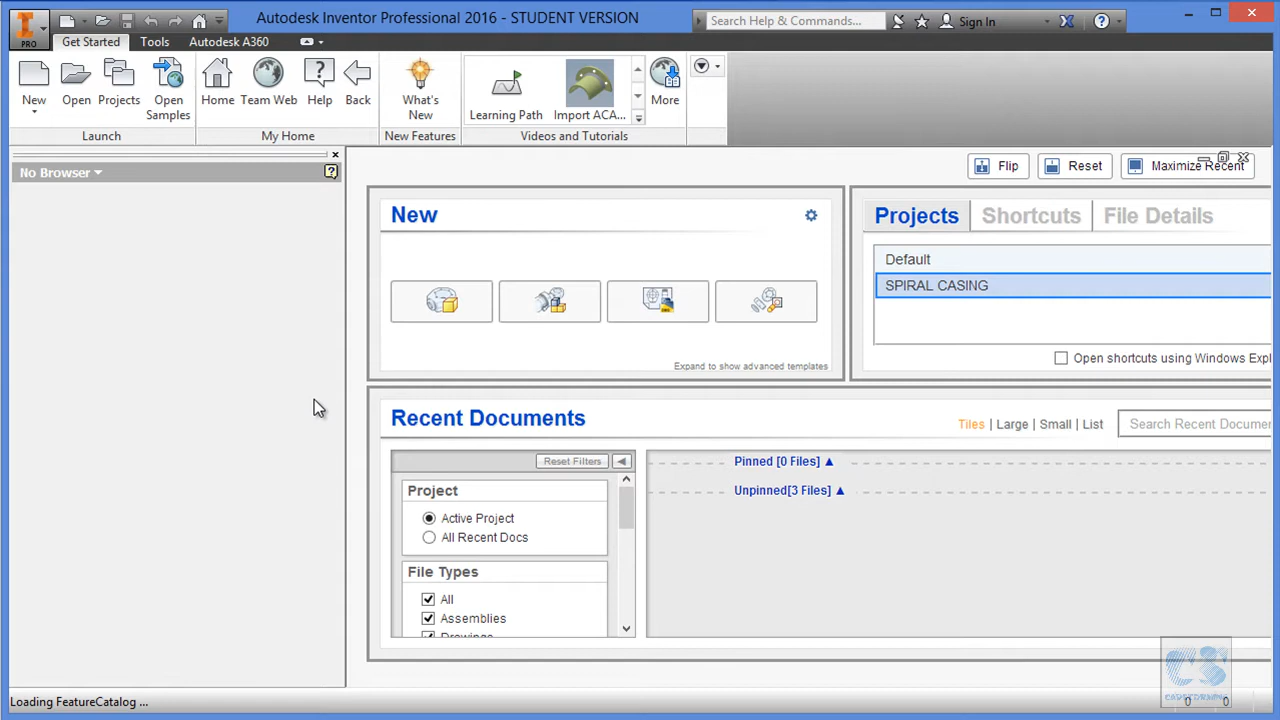 Autodesk Inventor Professional 2016 - STUDENT VERSION
Search Help & Commands...
Sign In
PRO
Get Started
Tools
Autodesk A360
New
Open
Projects
Open Samples
Home
Team Web
Help
Back
What's New
Learning Path
Import ACA...
More
Launch
My Home
New Features
Videos and Tutorials
No Browser
Flip
Reset
Maximize Recent
New
Projects
Shortcuts
File Details
Default
SPIRAL CASING
Open shortcuts using Windows Expl
Expand to show advanced templates
Recent Documents
Tiles | Large | Small | List
Search Recent Documen
Reset Filters
Pinned [0 Files]
Unpinned[3 Files]
Project
Active Project
All Recent Docs
File Types
All
Assemblies
Drawings
CS
Loading FeatureCatalog ...
0 0